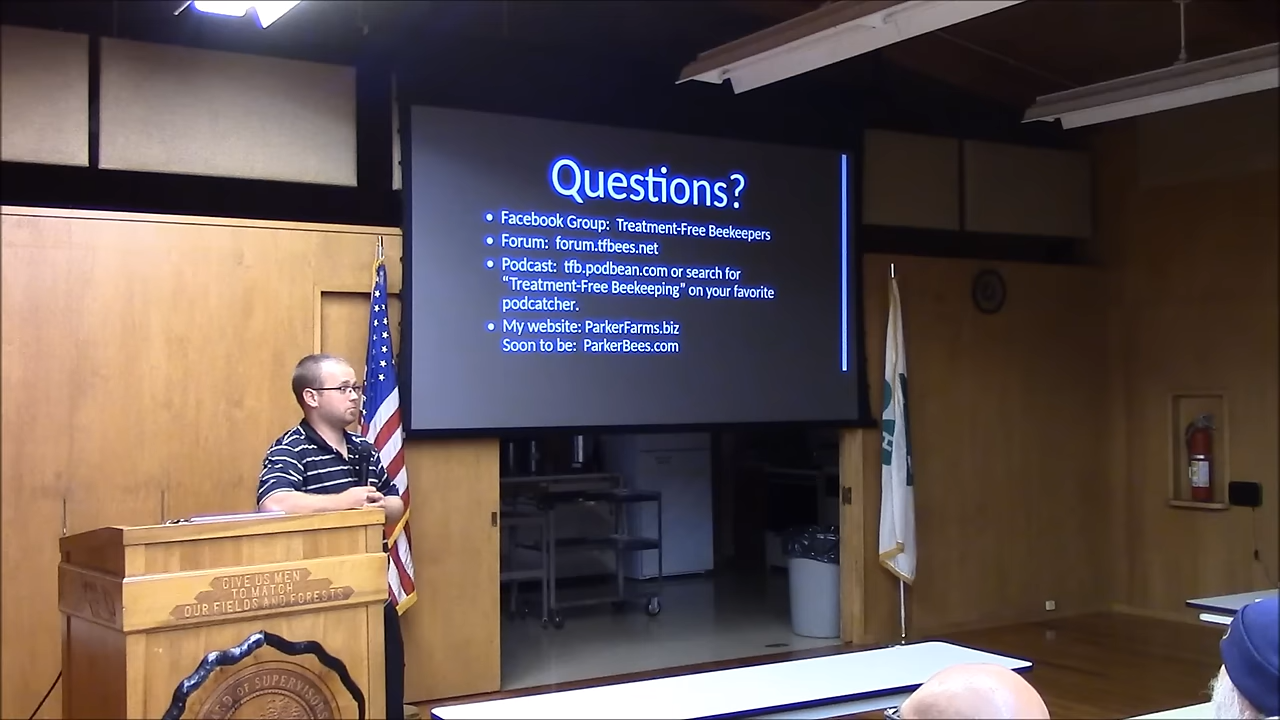 Questions?
• Facebook Group: Treatment-Free Beekeepers
• Forum: forum.tfbees.net
• Podcast: tfb.podbean.com or search for
“Treatment-Free Beekeeping” on your favorite
podcatcher.
• My website: ParkerFarms.biz
Soon to be: ParkerBees.com
GIVE US MEN
TO MATCH
OUR FIELDS AND FORESTS
OF SUPERVISORS